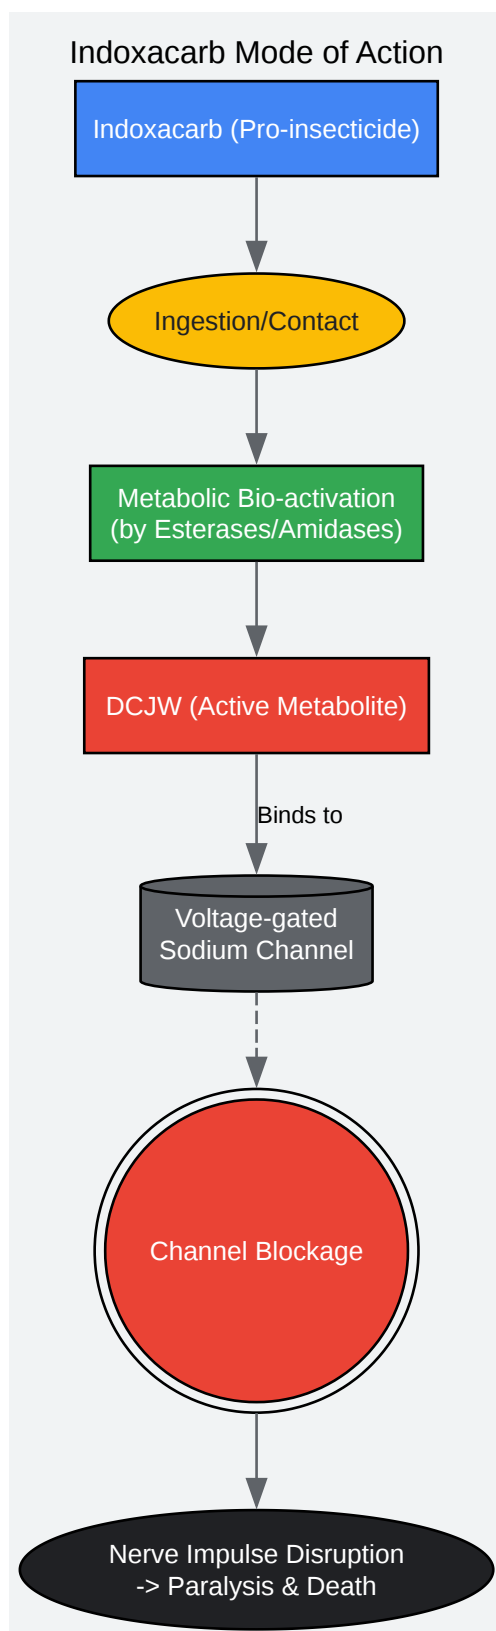 Indoxacarb Mode of Action
Indoxacarb (Pro-insecticide)
Ingestion/Contact
Metabolic Bio-activation
(by Esterases/Amidases)
DCJW (Active Metabolite)
Binds to
Voltage-gated
Sodium Channel
Channel Blockage
Nerve Impulse Disruption
-> Paralysis & Death